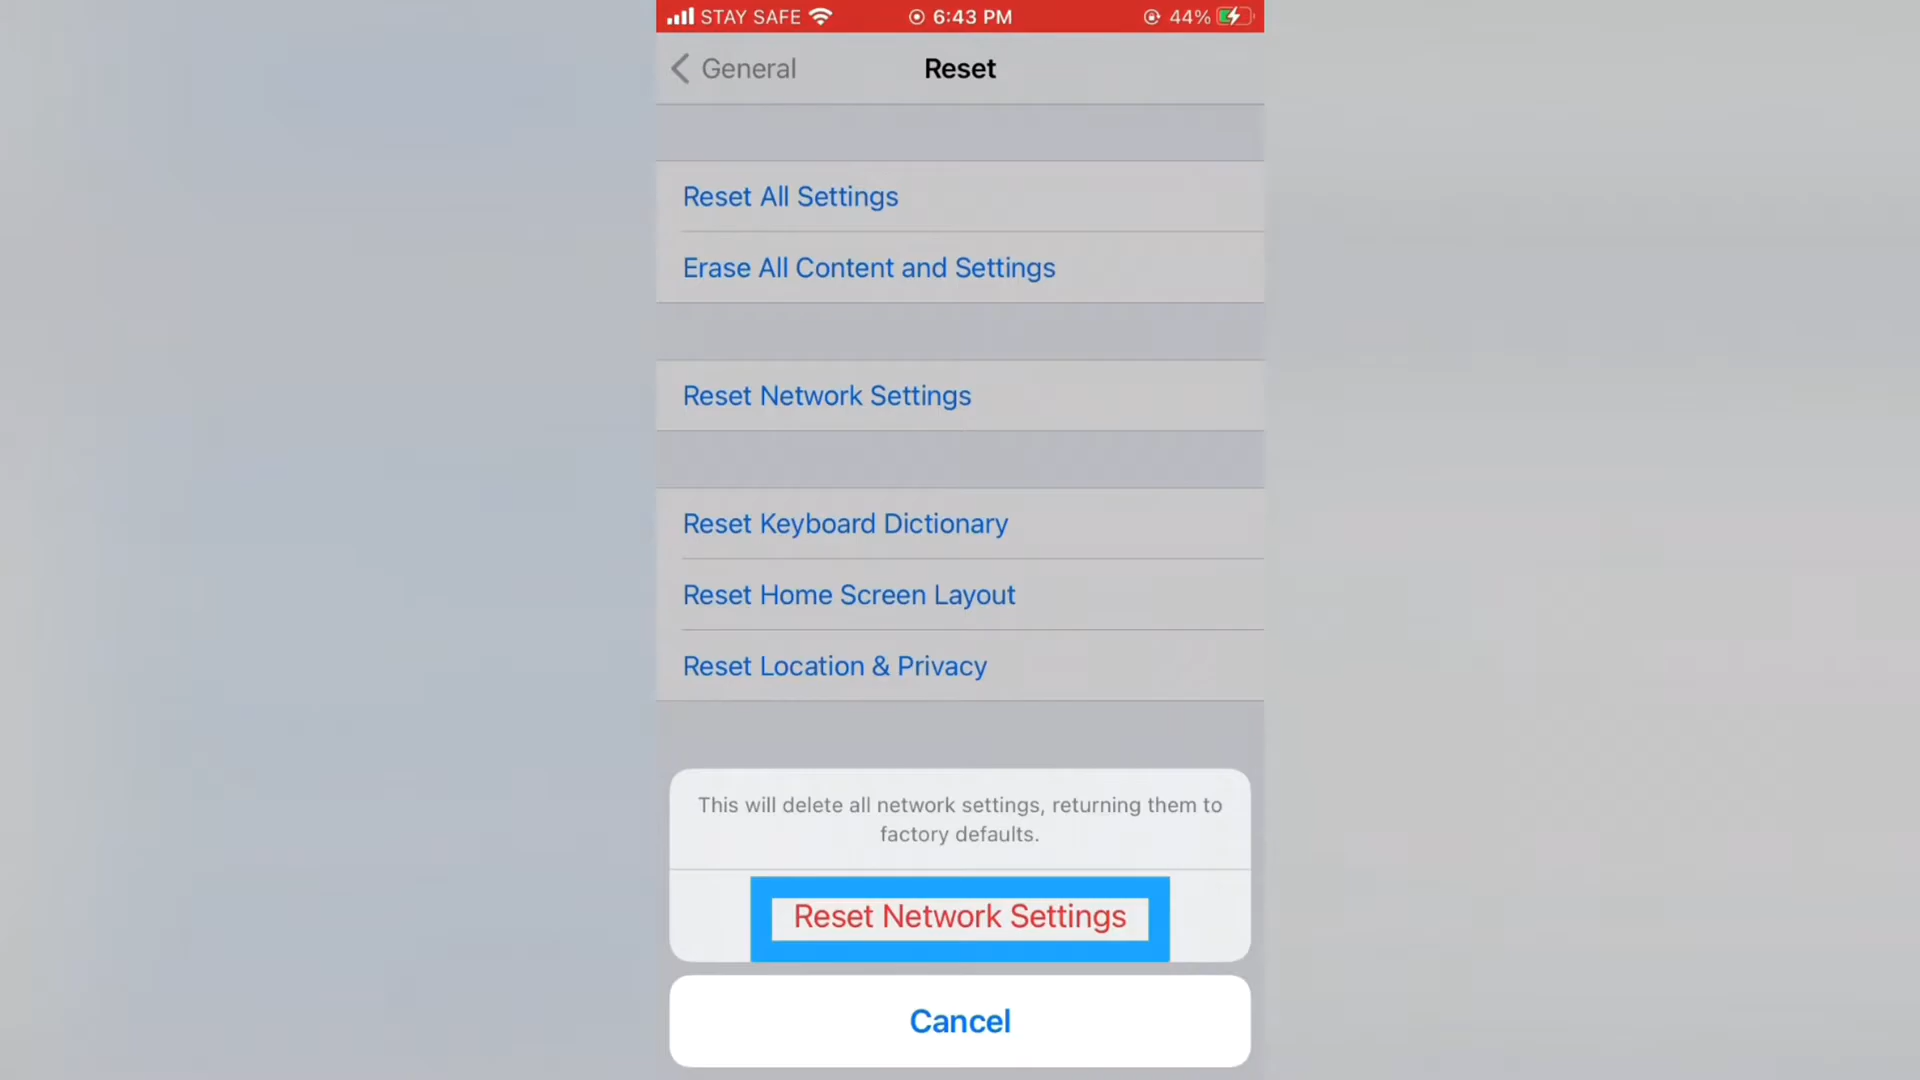 STAY SAFE 6:43 PM 44%
General Reset
Reset All Settings
Erase All Content and Settings
Reset Network Settings
Reset Keyboard Dictionary
Reset Home Screen Layout
Reset Location & Privacy
This will delete all network settings, returning them to
factory defaults.
Reset Network Settings
Cancel